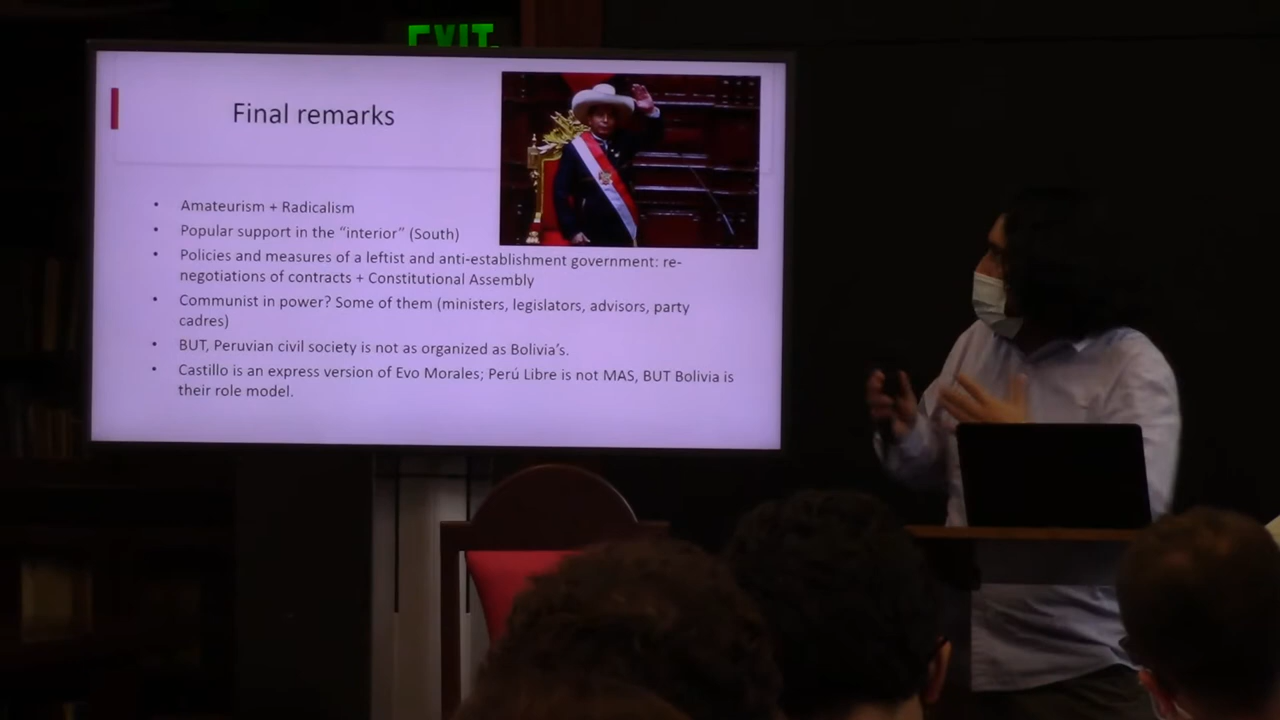 EXIT
Final remarks
• Amateurism + Radicalism
• Popular support in the “interior” (South)
• Policies and measures of a leftist and anti-establishment government: re-
negotiations of contracts + Constitutional Assembly
• Communist in power? Some of them (ministers, legislators, advisors, party
cadres)
• BUT, Peruvian civil society is not as organized as Bolivia’s.
• Castillo is an express version of Evo Morales; Perú Libre is not MAS, BUT Bolivia is
their role model.